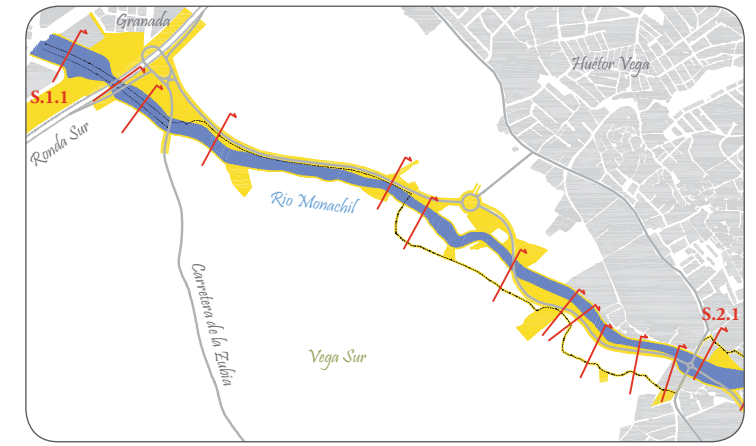 Granada
Huétor Vega
S.1.1
Ronda Sur
Río Monachil
Carretera de la Zubia
Vega Sur
S.2.1